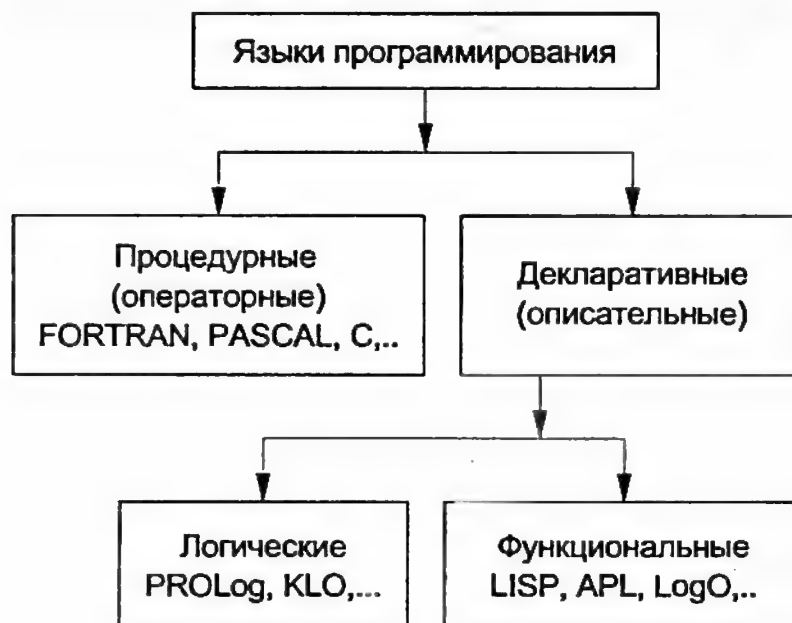 Языки программирования
Процедурные
(операторные)
FORTRAN, PASCAL, C,..
Декларативные
(описательные)
Логические
PROLog, KLO,...
Функциональные
LISP, APL, LogO,..